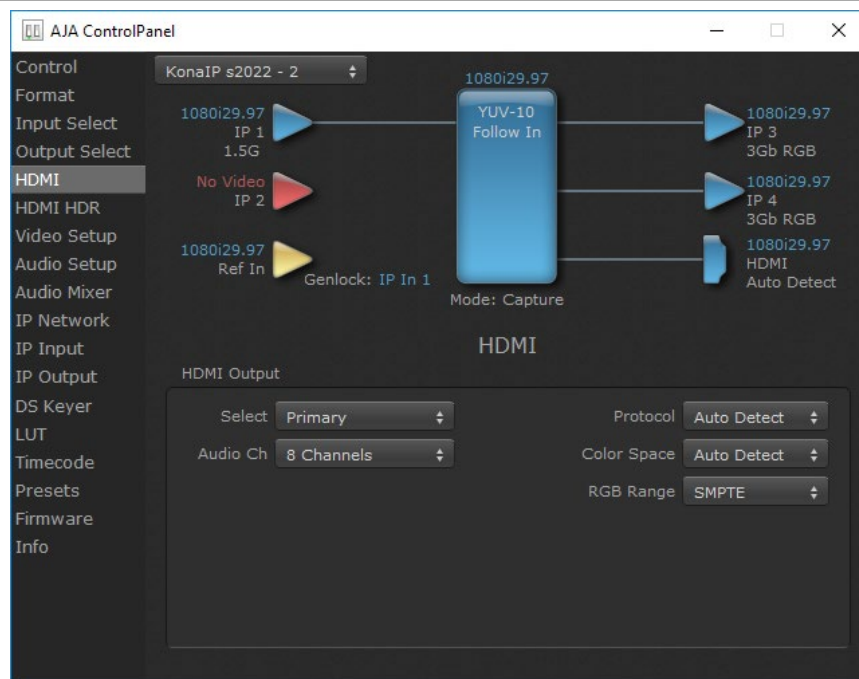 AJA ControlPanel
Control
Format
Input Select
Output Select
HDMI
HDMI HDR
Video Setup
Audio Setup
Audio Mixer
IP Network
IP Input
IP Output
DS Keyer
LUT
Timecode
Presets
Firmware
Info
KonaIP s2022 - 2
1080i29.97
IP 1
1.5G
No Video
IP 2
1080i29.97
Ref In
Genlock: IP In 1
1080i29.97
YUV-10
Follow In
Mode: Capture
1080i29.97
IP 3
3Gb RGB
1080i29.97
IP 4
3Gb RGB
1080i29.97
HDMI
Auto Detect
HDMI
HDMI Output
Select Primary
Audio Ch 8 Channels
Protocol Auto Detect
Color Space Auto Detect
RGB Range SMPTE